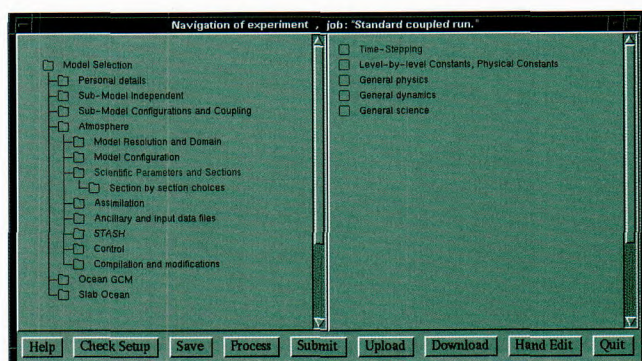 Navigation of experiment , job: "Standard coupled run."
Model Selection
Personal details
Sub-Model Independent
Sub-Model Configurations and Coupling
Atmosphere
Model Resolution and Domain
Model Configuration
Scientific Parameters and Sections
Section by section choices
Assimilation
Ancillary and input data files
STASH
Control
Compilation and modifications
Ocean GCM
Slab Ocean
Time-Stepping
Level-by-level Constants, Physical Constants
General physics
General dynamics
General science
Help Check Setup Save Process Submit Upload Download Hand Edit Quit